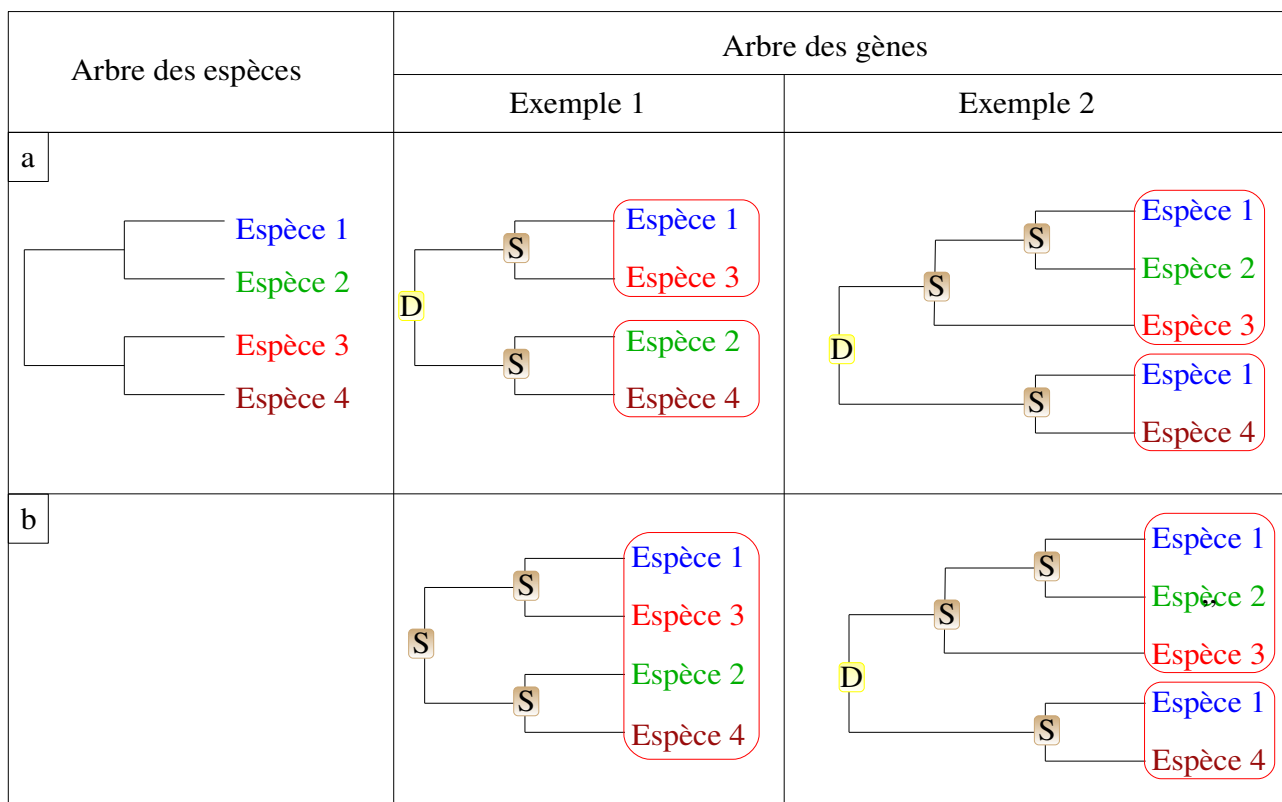 Arbre des espèces
Arbre des gènes
Exemple 1
Exemple 2
a
Espèce 1
Espèce 2
Espèce 3
Espèce 4
D
S
S
Espèce 1
Espèce 3
Espèce 2
Espèce 4
D
S
S
S
Espèce 1
Espèce 2
Espèce 3
Espèce 1
Espèce 4
b
S
S
S
Espèce 1
Espèce 3
Espèce 2
Espèce 4
D
S
S
S
Espèce 1
Espèce 2
,,
Espèce 3
Espèce 1
Espèce 4